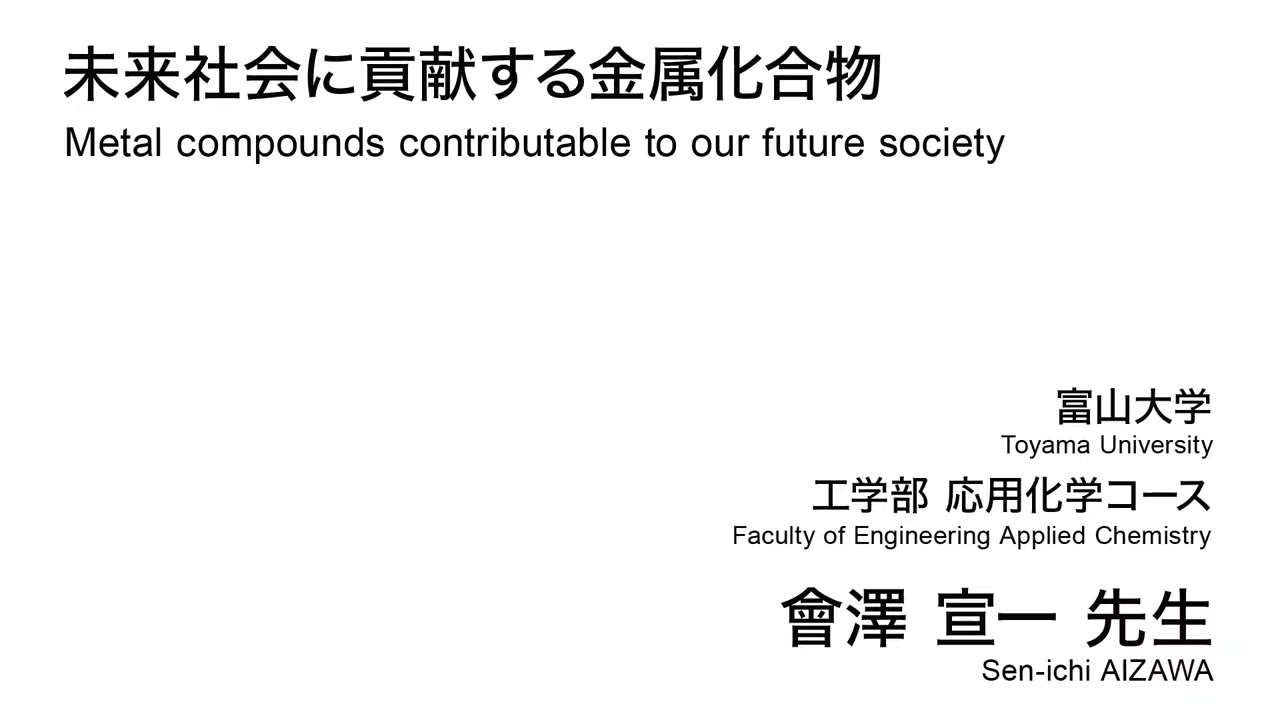 未来社会に貢献する金属化合物
Metal compounds contributable to our future society
富山大学
Toyama University
工学部 応用化学コース
Faculty of Engineering Applied Chemistry
會澤 宣一 先生
Sen-ichi AIZAWA